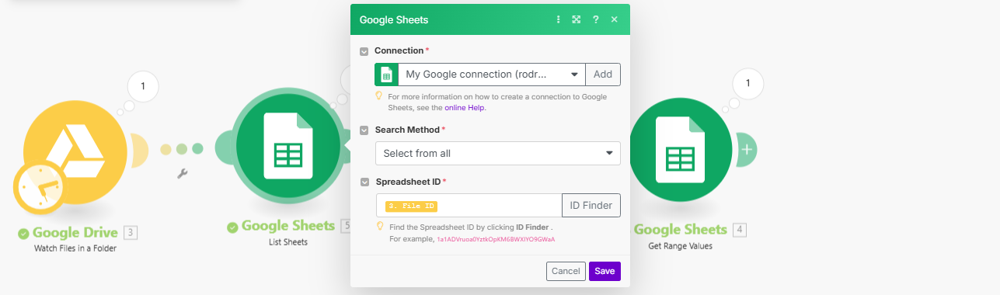 Google Sheets
Connection *
My Google connection (rodr...
Add
For more information on how to create a connection to Google
Sheets, see the online Help.
Search Method *
Select from all
Spreadsheet ID *
3. File ID
ID Finder
Find the Spreadsheet ID by clicking ID Finder .
For example, 1a1ADVruoa0YztkOpKM6BWXIYO9GWaA
Cancel
Save
1
Google Drive 3
Watch Files in a Folder
Google Sheets 5
List Sheets
1
Google Sheets 4
Get Range Values